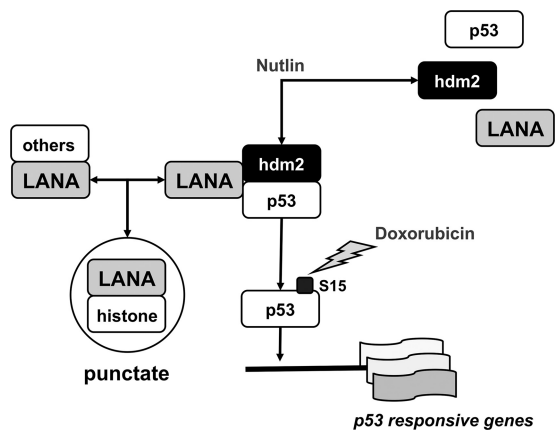 p53
Nutlin
hdm2
LANA
others
LANA
LANA
hdm2
p53
Doxorubicin
S15
LANA
histone
p53
punctate
p53 responsive genes